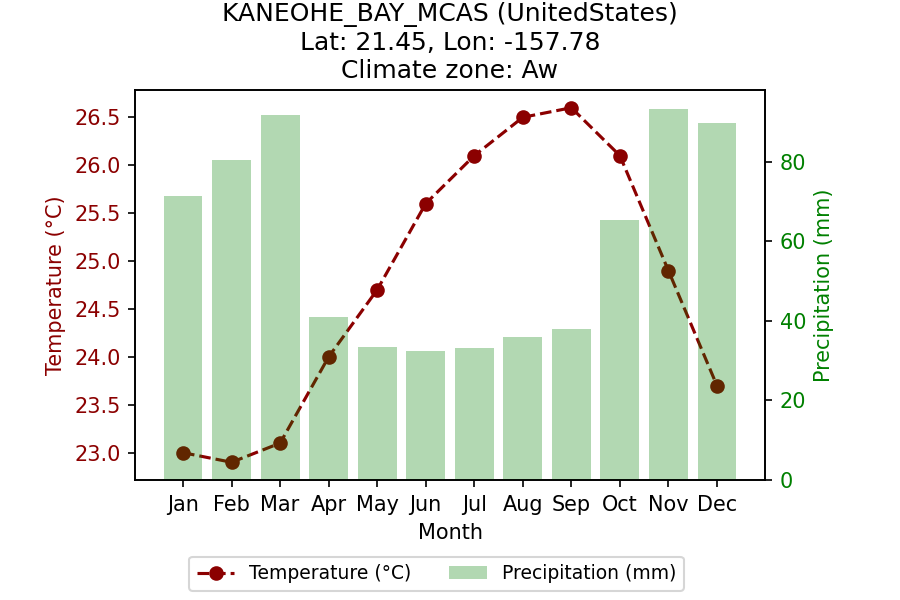 KANEOHE_BAY_MCAS (UnitedStates)
Lat: 21.45, Lon: -157.78
Climate zone: Aw
26.5
26.0
25.5
25.0
24.5
24.0
23.5
23.0
Temperature (°C)
80
60
40
20
0
Precipitation (mm)
Jan Feb Mar Apr May Jun Jul Aug Sep Oct Nov Dec
Month
Temperature (°C) Precipitation (mm)